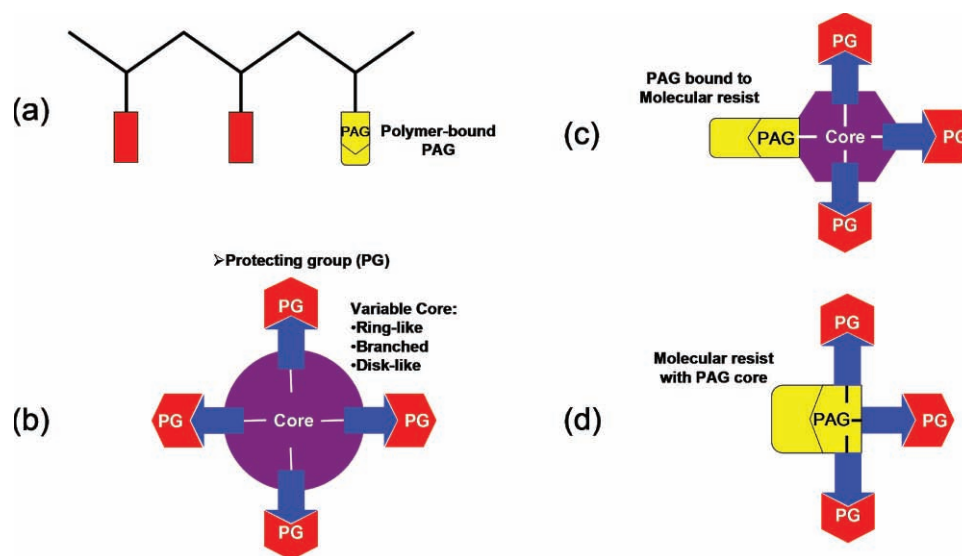 (a)
PAG
Polymer-bound
PAG
(b)
➢Protecting group (PG)
PG
Variable Core:
•Ring-like
•Branched
•Disk-like
PG
Core
PG
PG
(c)
PG
PAG bound to
Molecular resist
PAG
Core
PG
PG
(d)
PG
Molecular resist
with PAG core
PAG
PG
PG